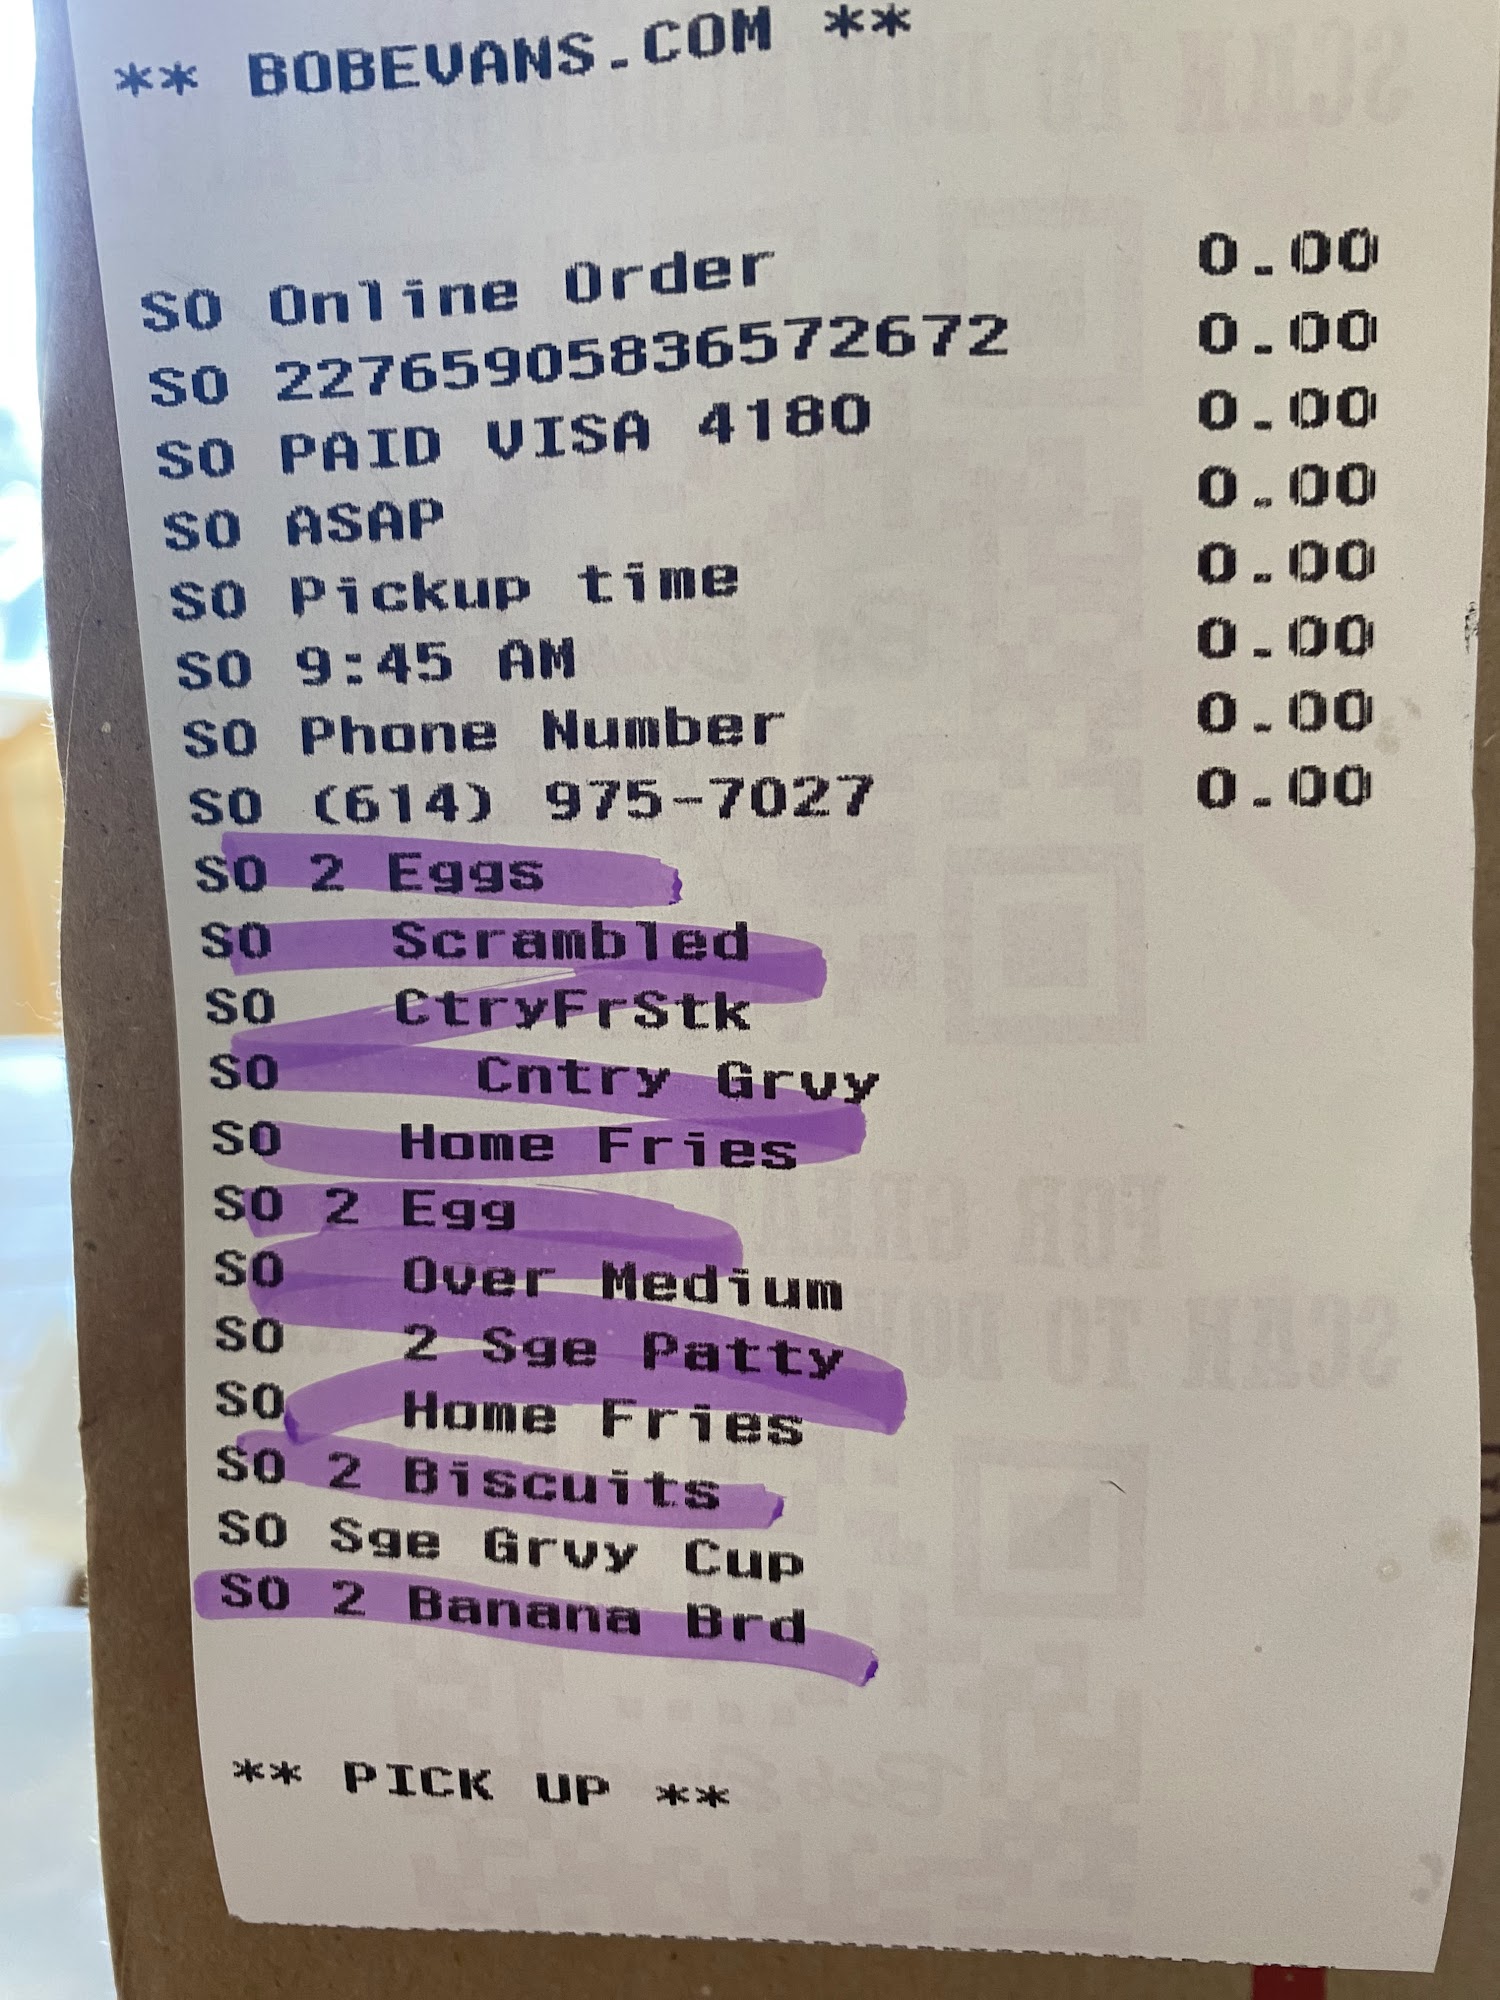 ** BOBEVANS.COM **
SO Online Order 0.00
SO 22765905836572672 0.00
SO PAID VISA 4180 0.00
SO ASAP 0.00
SO Pickup time 0.00
SO 9:45 AM 0.00
SO Phone Number 0.00
SO (614) 975-7027 0.00
SO 2 Eggs
SO Scrambled
SO CtryFrStk
SO Cntry Grvy
SO Home Fries
SO 2 Egg
SO Over Medium
SO 2 Sge Patty
SO Home Fries
SO 2 Biscuits
SO Sge Grvy Cup
SO 2 Banana Brd
** PICK UP **